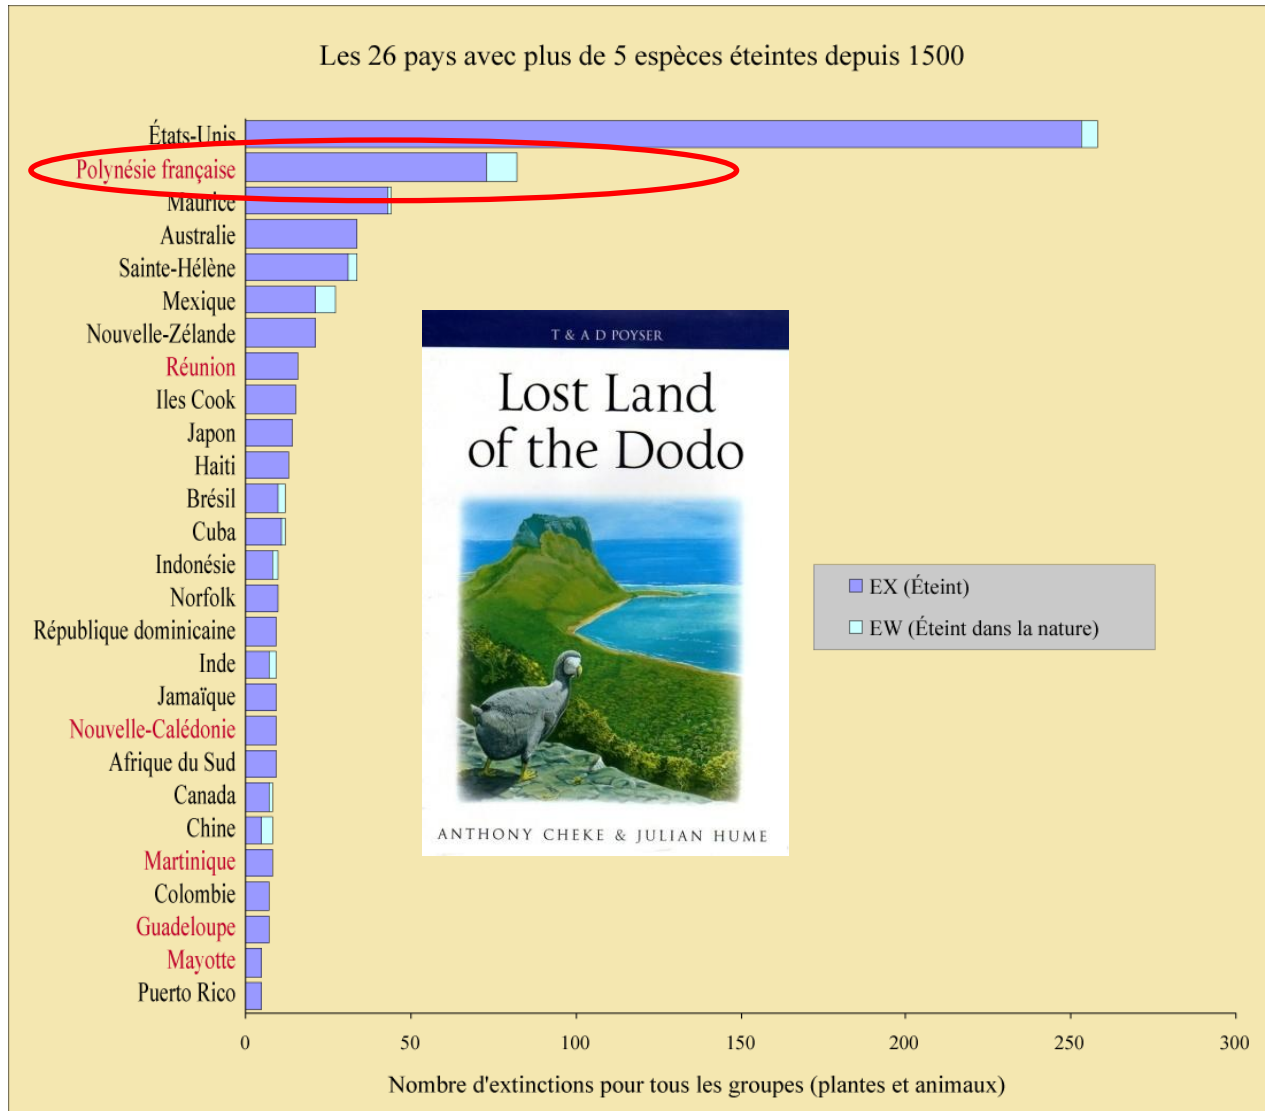 Les 26 pays avec plus de 5 espèces éteintes depuis 1500
États-Unis
Polynésie française
Maurice
Australie
Sainte-Hélène
Mexique
Nouvelle-Zélande
Réunion
Iles Cook
Japon
Haiti
Brésil
Cuba
Indonésie
Norfolk
République dominicaine
Inde
Jamaïque
Nouvelle-Calédonie
Afrique du Sud
Canada
Chine
Martinique
Colombie
Guadeloupe
Mayotte
Puerto Rico
T & A D POYSER
Lost Land
of the Dodo
ANTHONY CHEKE & JULIAN HUME
EX (Éteint)
EW (Éteint dans la nature)
0 50 100 150 200 250 300
Nombre d'extinctions pour tous les groupes (plantes et animaux)